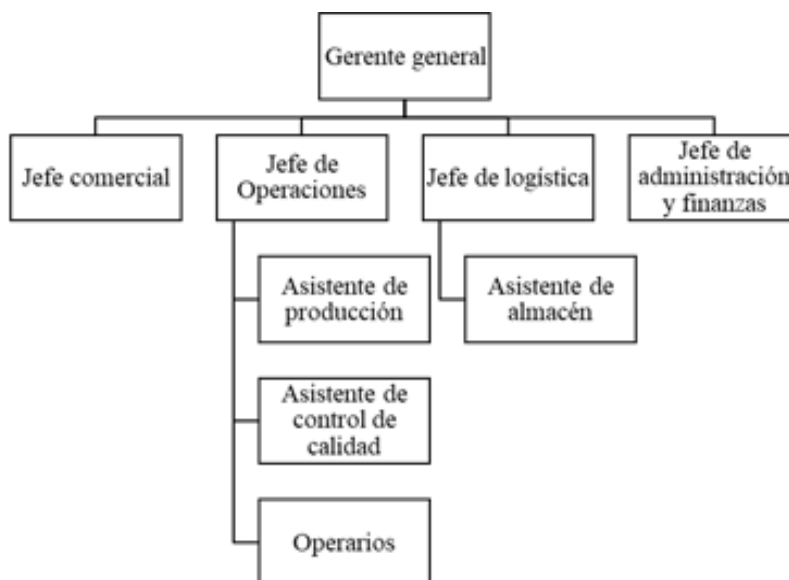 Gerente general
Jefe comercial
Jefe de
Operaciones
Jefe de logística
Jefe de
administración
y finanzas
Asistente de
producción
Asistente de
almacén
Asistente de
control de
calidad
Operarios